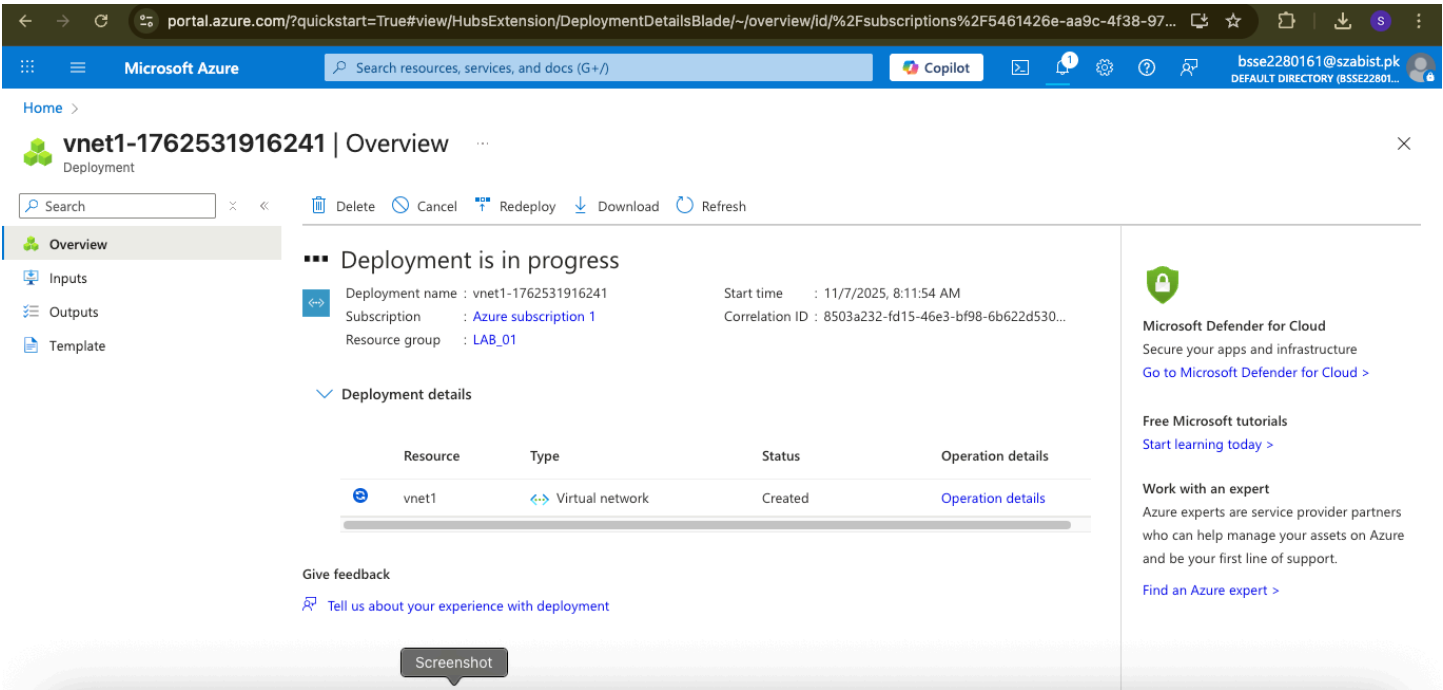 portal.azure.com/?quickstart=True#view/HubsExtension/DeploymentDetailsBlade/~/overview/id/%2Fsubscriptions%2F5461426e-aa9c-4f38-97...
S
Microsoft Azure
Search resources, services, and docs (G+/)
Copilot
1
bsse2280161@szabist.pk
DEFAULT DIRECTORY (BSSE22801...
Home >
vnet1-1762531916241 | Overview ...
Deployment
Search
Delete Cancel Redeploy Download Refresh
Overview
Inputs
Outputs
Template
Deployment is in progress
Deployment name : vnet1-1762531916241
Subscription : Azure subscription 1
Resource group : LAB_01
Start time : 11/7/2025, 8:11:54 AM
Correlation ID : 8503a232-fd15-46e3-bf98-6b622d530...
Deployment details
Resource Type Status Operation details
vnet1 Virtual network Created Operation details
Give feedback
Tell us about your experience with deployment
Microsoft Defender for Cloud
Secure your apps and infrastructure
Go to Microsoft Defender for Cloud >
Free Microsoft tutorials
Start learning today >
Work with an expert
Azure experts are service provider partners
who can help manage your assets on Azure
and be your first line of support.
Find an Azure expert >
Screenshot